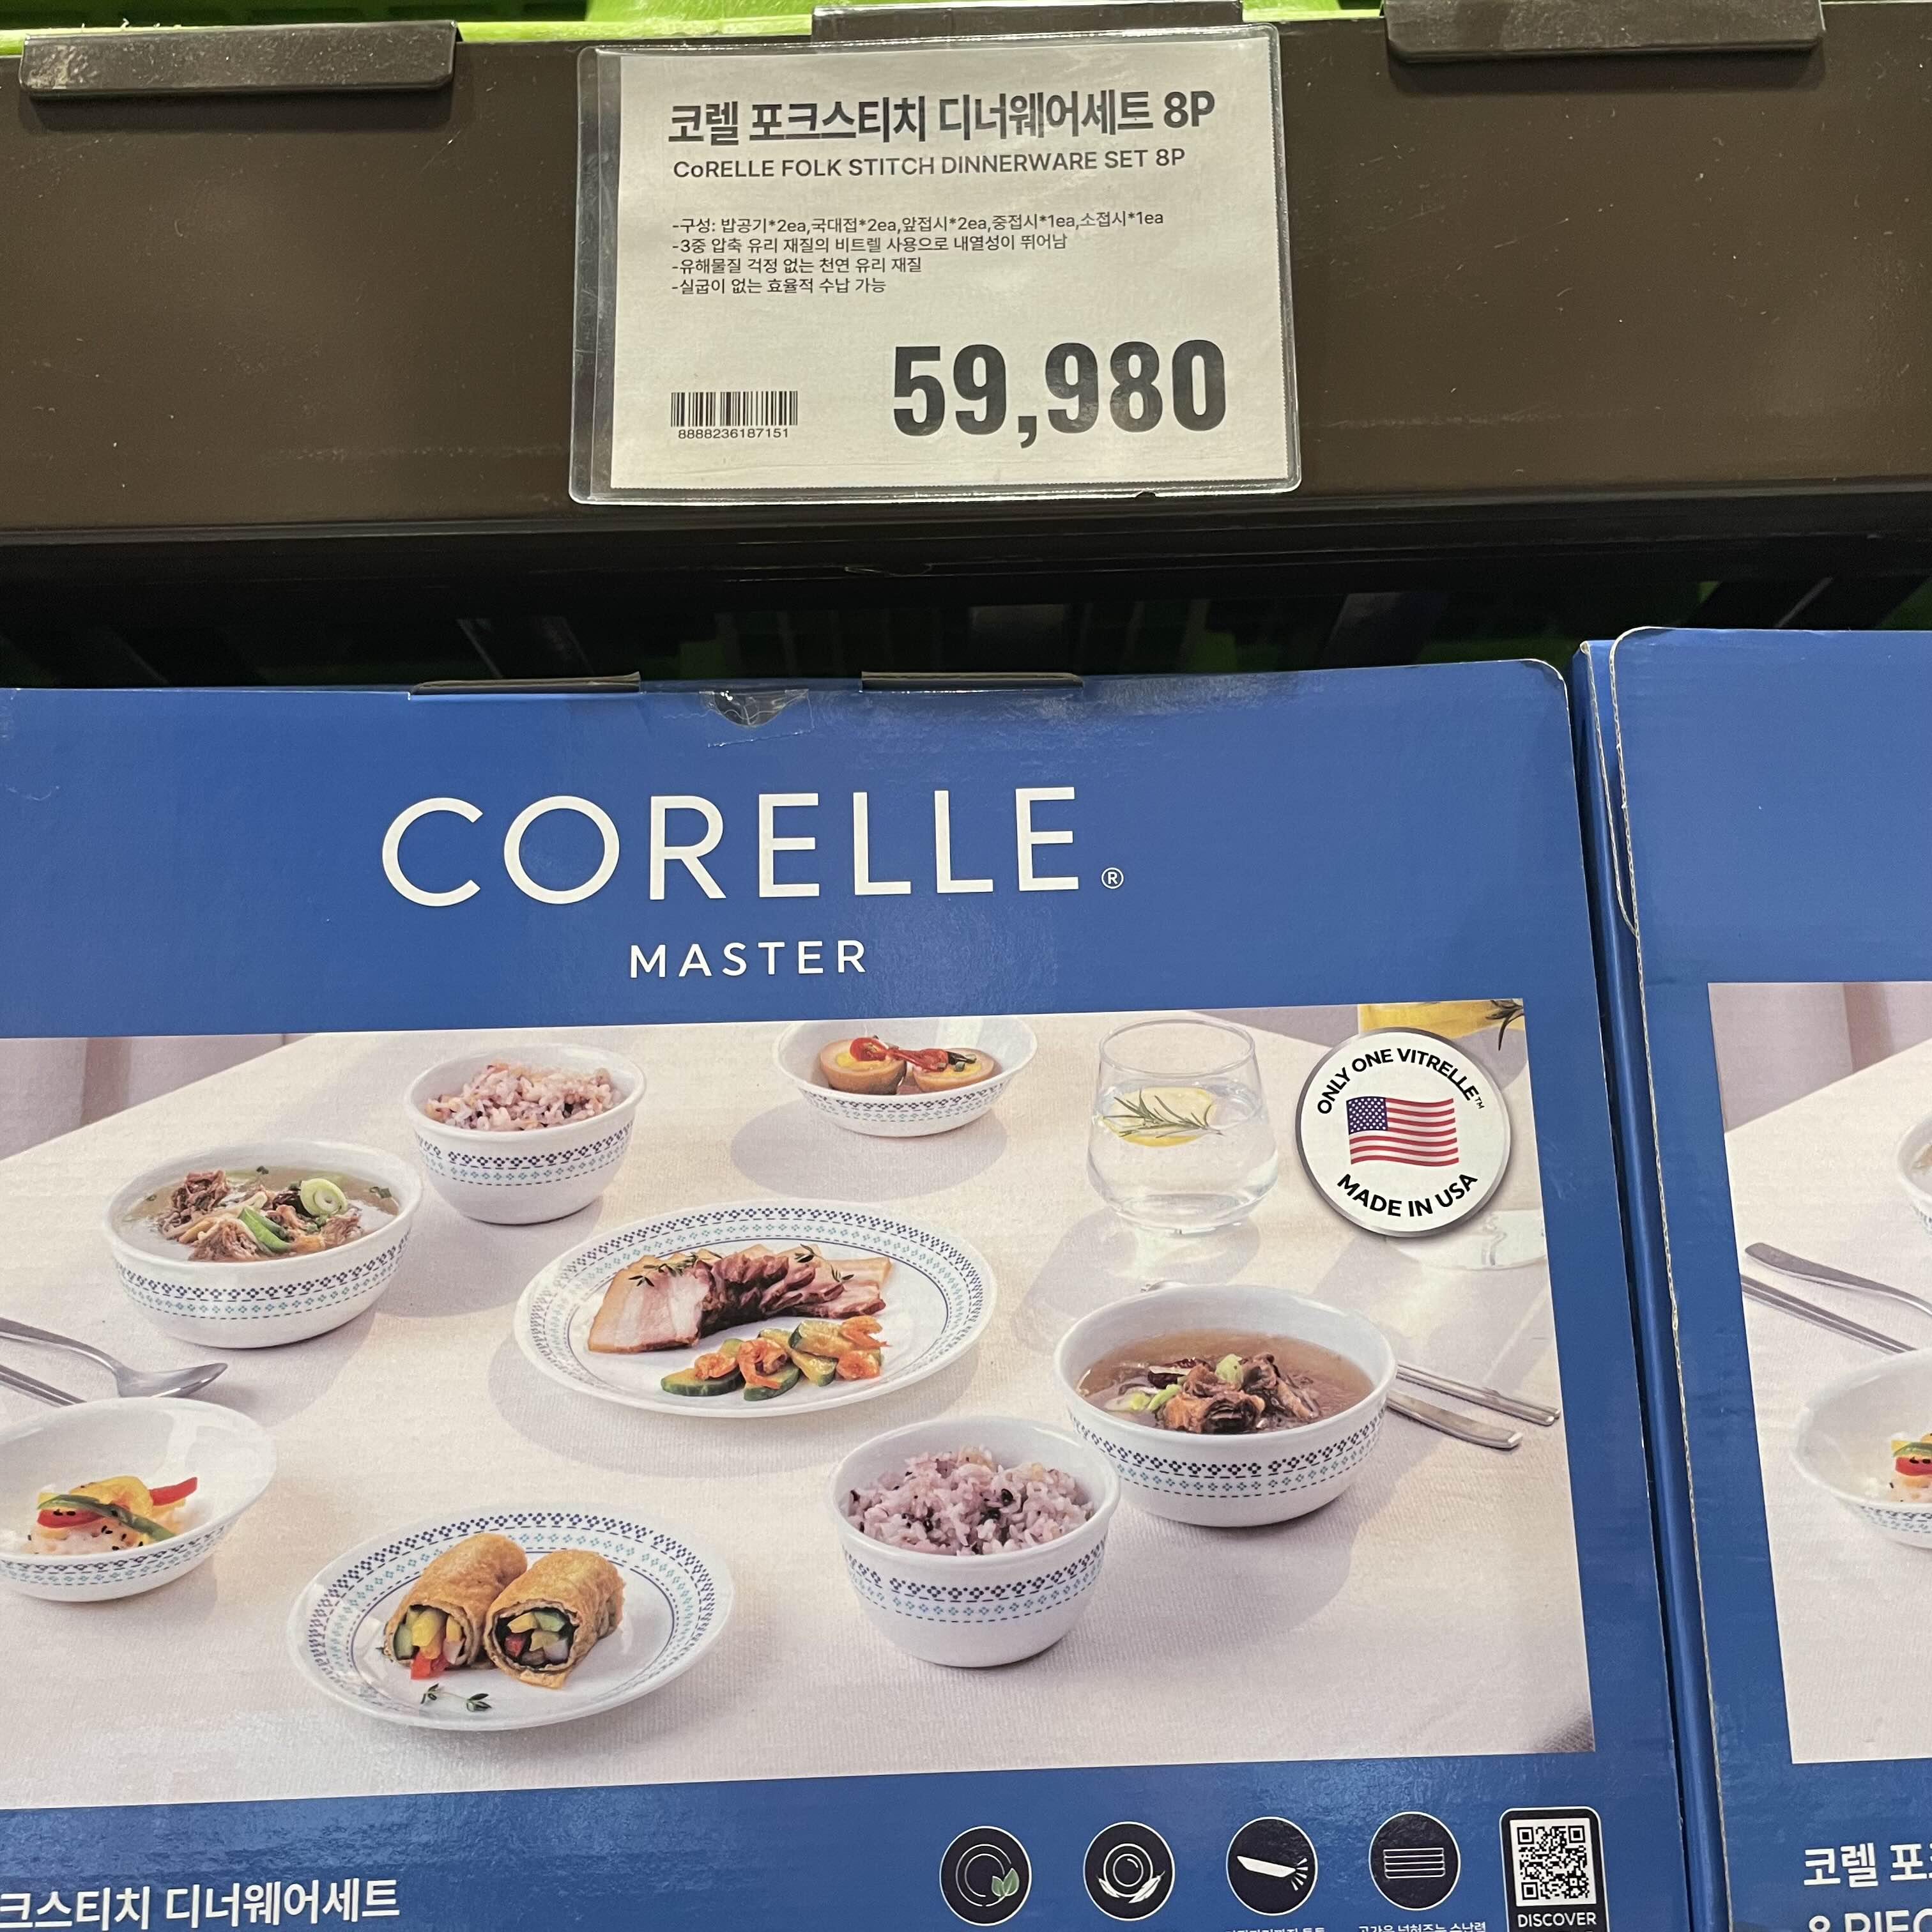 코렐 포크스티치 디너웨어세트 8P
CoRELLE FOLK STITCH DINNERWARE SET 8P
-구성: 밥공기*2ea,국대접*2ea,앞접시*2ea,중접시*1ea,소접시*1ea
-3중 압축 유리 재질의 비트렐 사용으로 내열성이 뛰어남
-유해물질 걱정 없는 천연 유리 재질
-실굽이 없는 효율적 수납 가능
59,980
8888236187151
CORELLE®
MASTER
ONLY ONE VITRELLE™
MADE IN USA
크스티치 디너웨어세트
DISCOVER
코렐 포